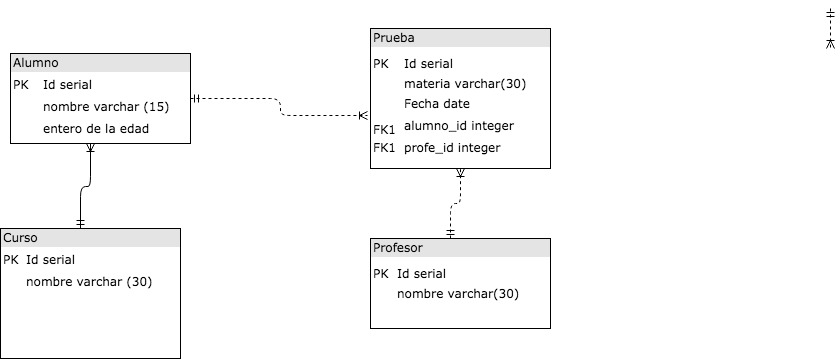 Alumno
PK Id serial
nombre varchar (15)
entero de la edad
Prueba
PK Id serial
materia varchar(30)
Fecha date
FK1 alumno_id integer
FK1 profe_id integer
Curso
PK Id serial
nombre varchar (30)
Profesor
PK Id serial
nombre varchar(30)